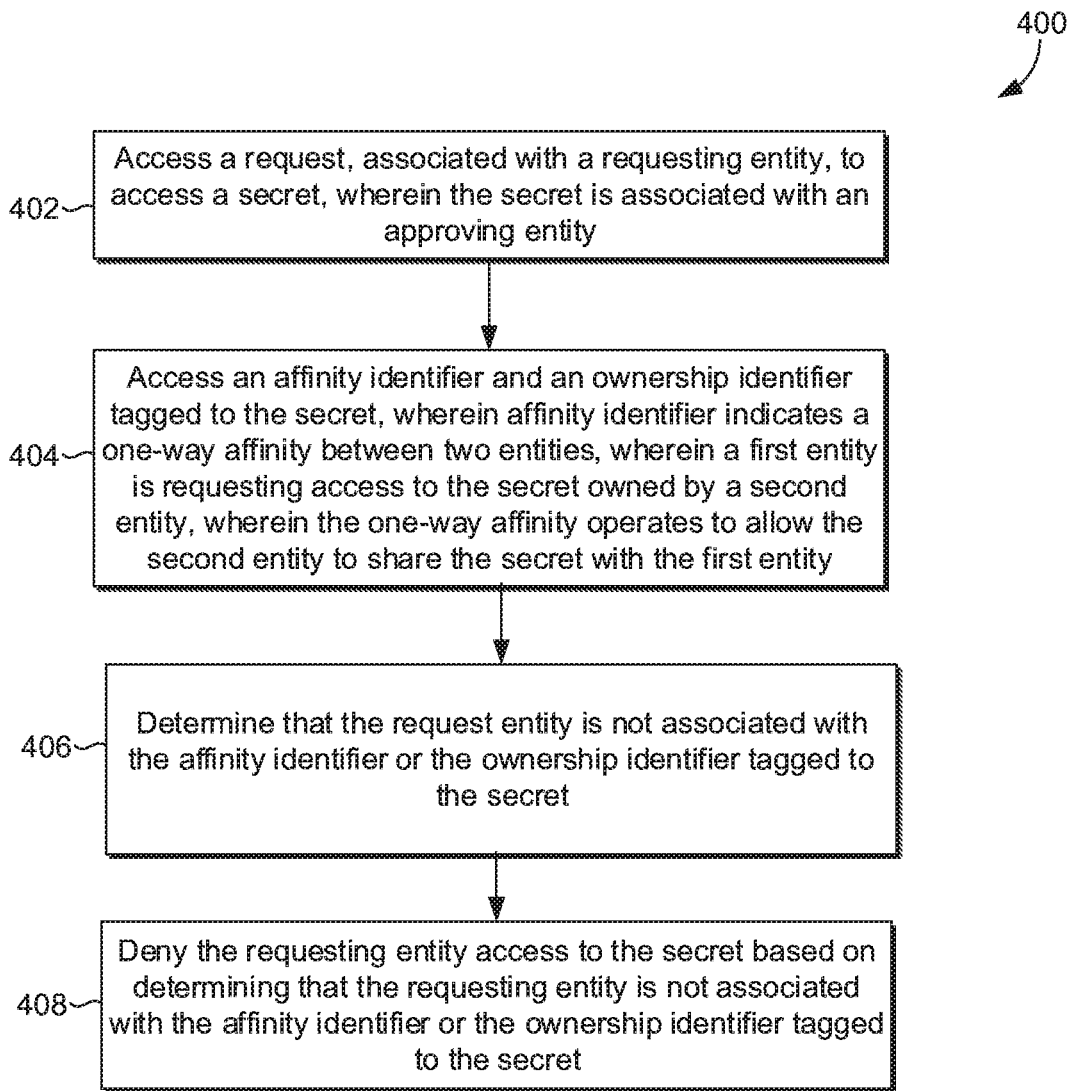 400
Access a request, associated with a requesting entity, to
access a secret, wherein the secret is associated with an
approving entity
402
Access an affinity identifier and an ownership identifier
tagged to the secret, wherein affinity identifier indicates a
one-way affinity between two entities, wherein a first entity
is requesting access to the secret owned by a second
entity, wherein the one-way affinity operates to allow the
second entity to share the secret with the first entity
404
Determine that the request entity is not associated with
the affinity identifier or the ownership identifier tagged to
the secret
406
Deny the requesting entity access to the secret based on
determining that the requesting entity is not associated
with the affinity identifier or the ownership identifier tagged
to the secret
408